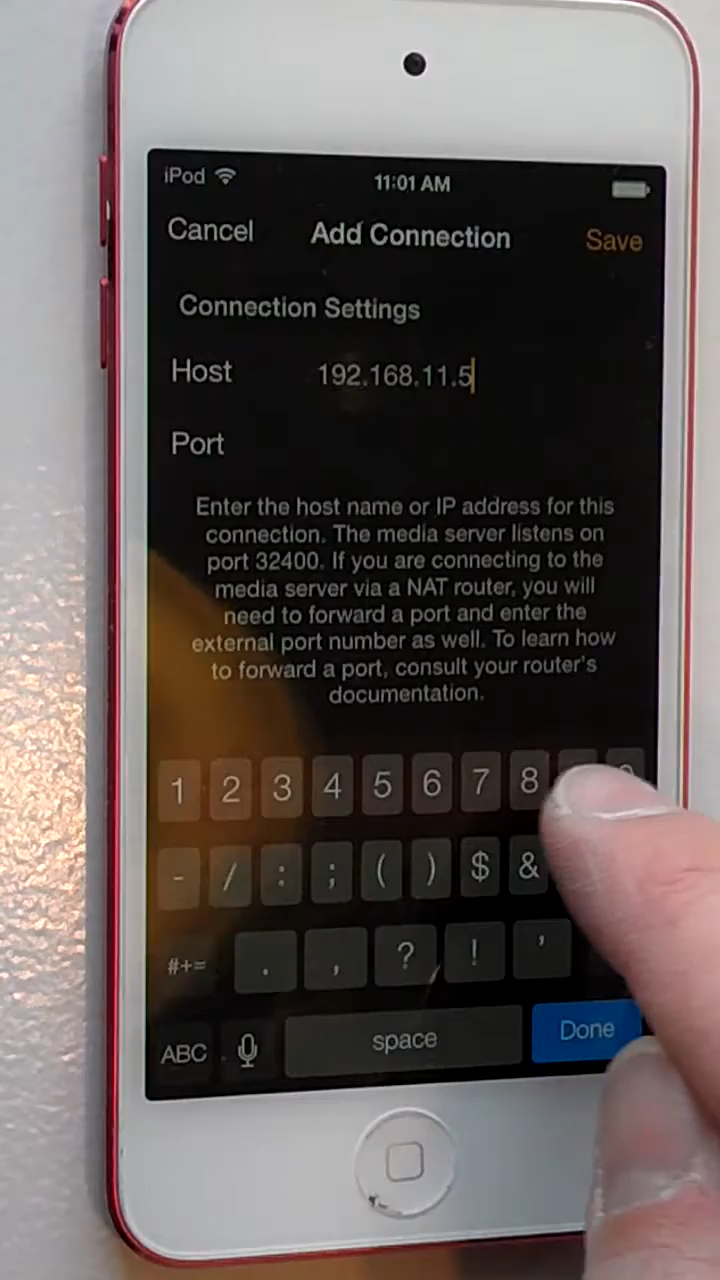 iPod 11:01 AM
Cancel Add Connection Save
Connection Settings
Host 192.168.11.5
Port
Enter the host name or IP address for this
connection. The media server listens on
port 32400. If you are connecting to the
media server via a NAT router, you will
need to forward a port and enter the
external port number as well. To learn how
to forward a port, consult your router's
documentation.
1 2 3 4 5 6 7 8
- / : ; ( ) $ &
#+= . , ? ! '
ABC space Done